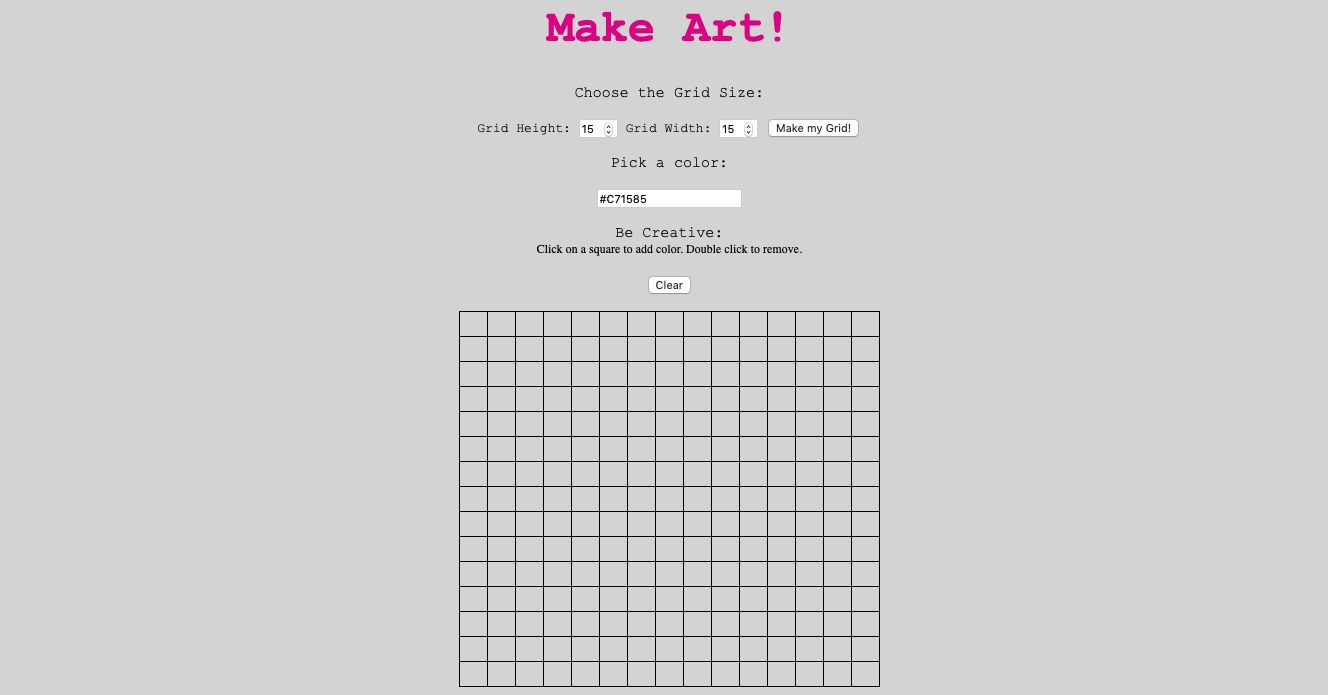 Make Art!
Choose the Grid Size:
Grid Height: 15 Grid Width: 15 Make my Grid!
Pick a color:
#C71585
Be Creative:
Click on a square to add color. Double click to remove.
Clear